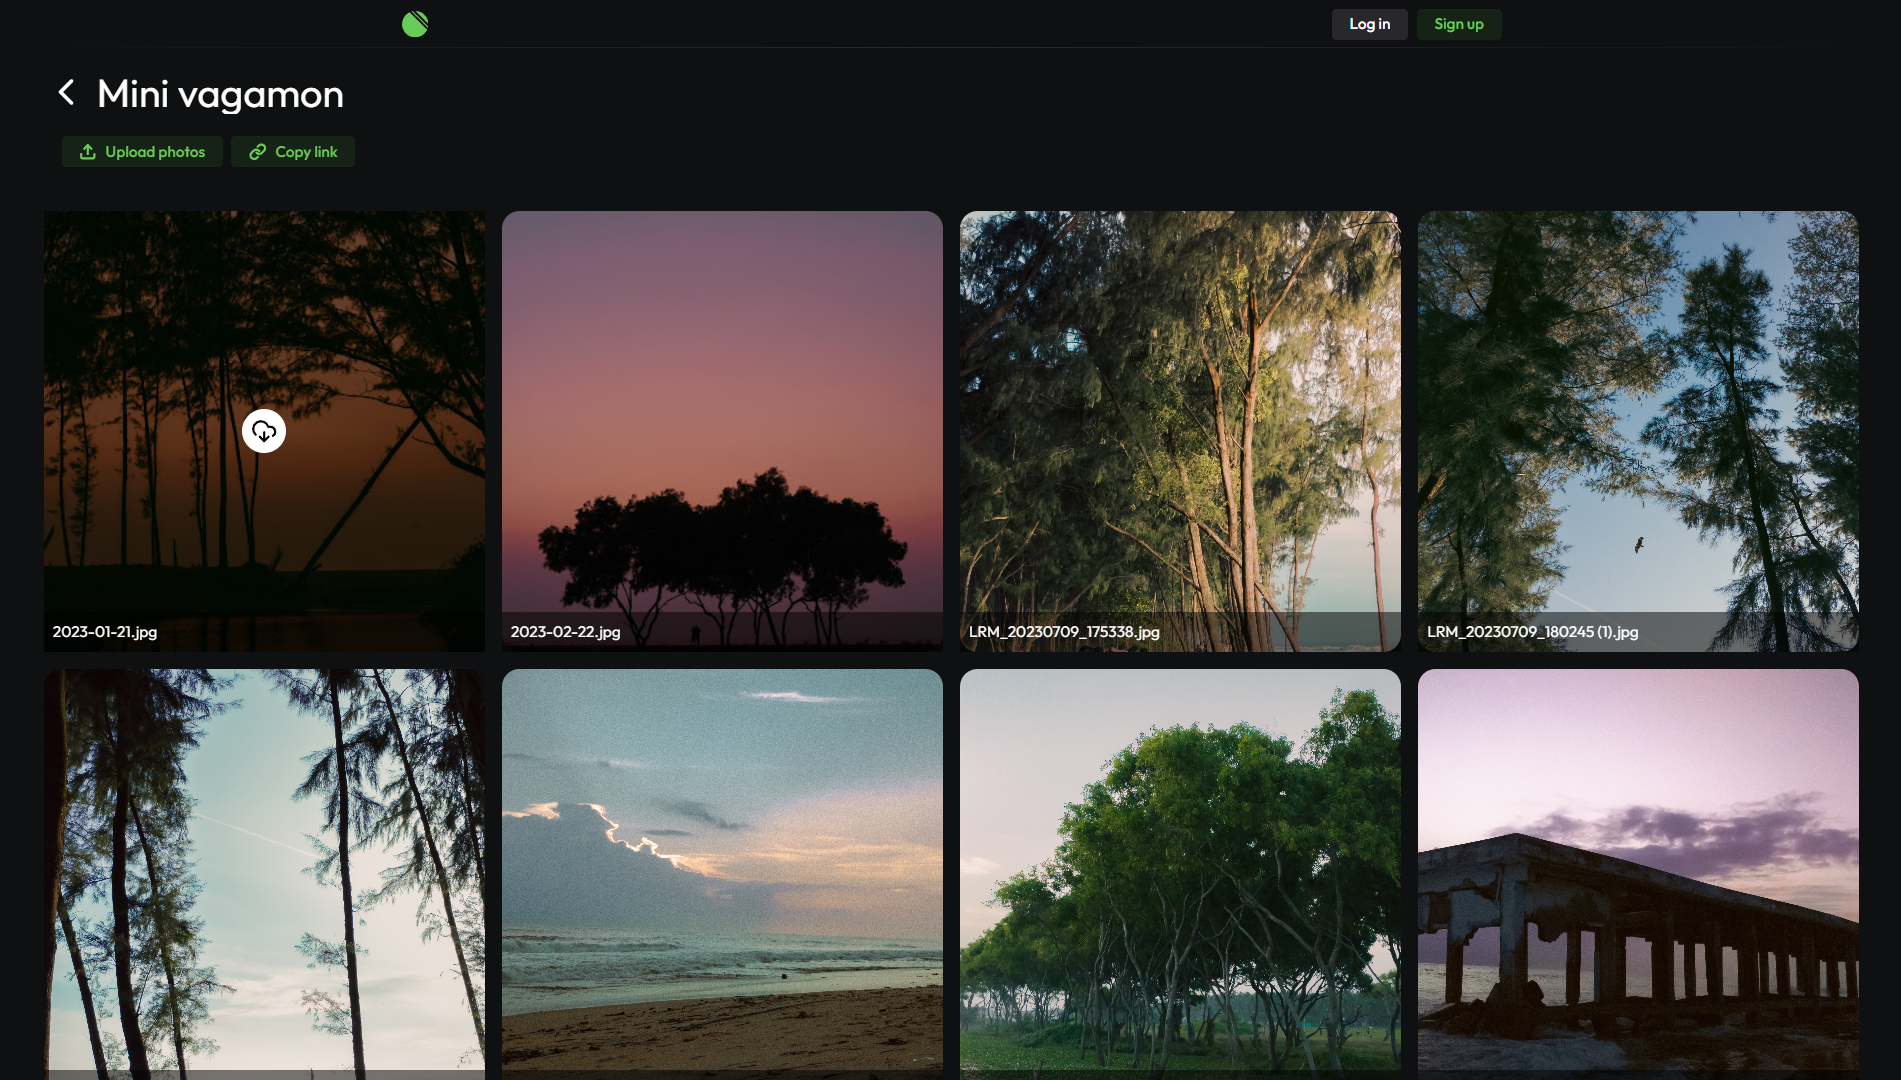 Log in
Sign up
Mini vagamon
Upload photos
Copy link
2023-01-21.jpg
2023-02-22.jpg
LRM_20230709_175338.jpg
LRM_20230709_180245 (1).jpg